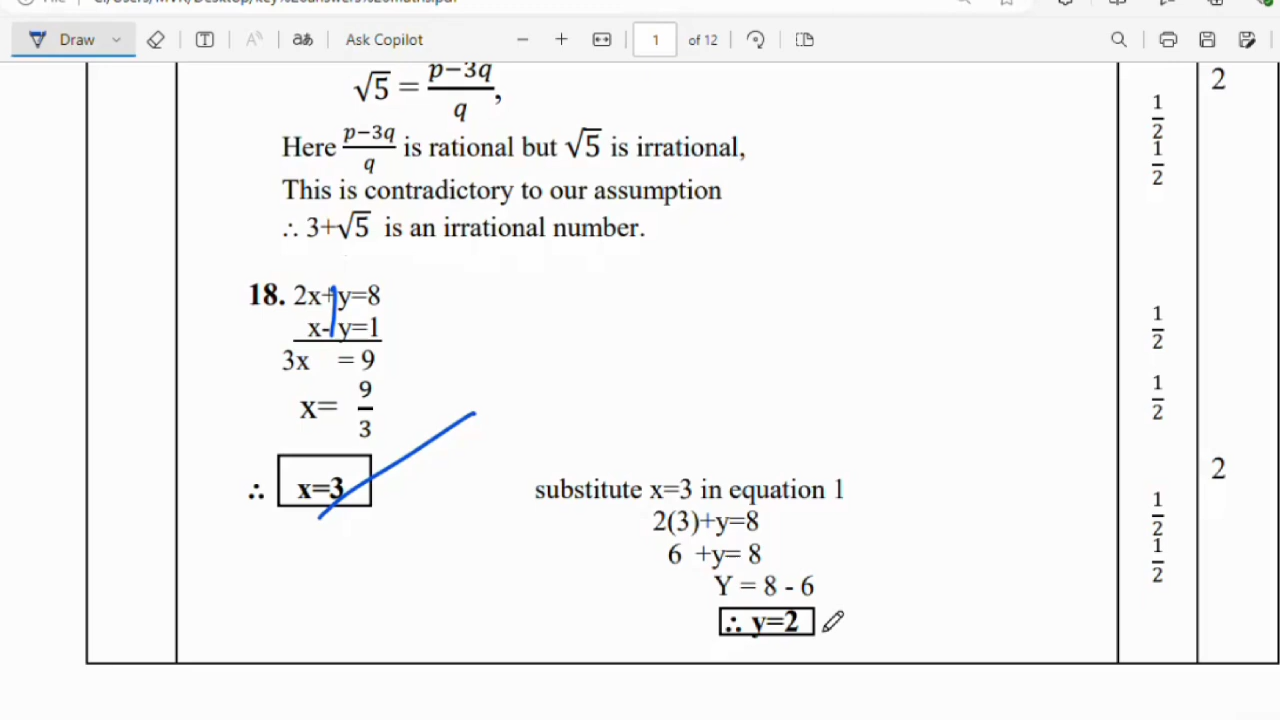 Draw
Ask Copilot
1 of 12
√5 = (p−3q)/q,
Here (p−3q)/q is rational but √5 is irrational,
This is contradictory to our assumption
∴ 3+√5 is an irrational number.
1/2
1/2
2
18. 2x+y=8
x-y=1
3x = 9
x= 9/3
∴ x=3
substitute x=3 in equation 1
2(3)+y=8
6 +y= 8
Y = 8 - 6
∴ y=2
1/2
1/2
1/2
1/2
2